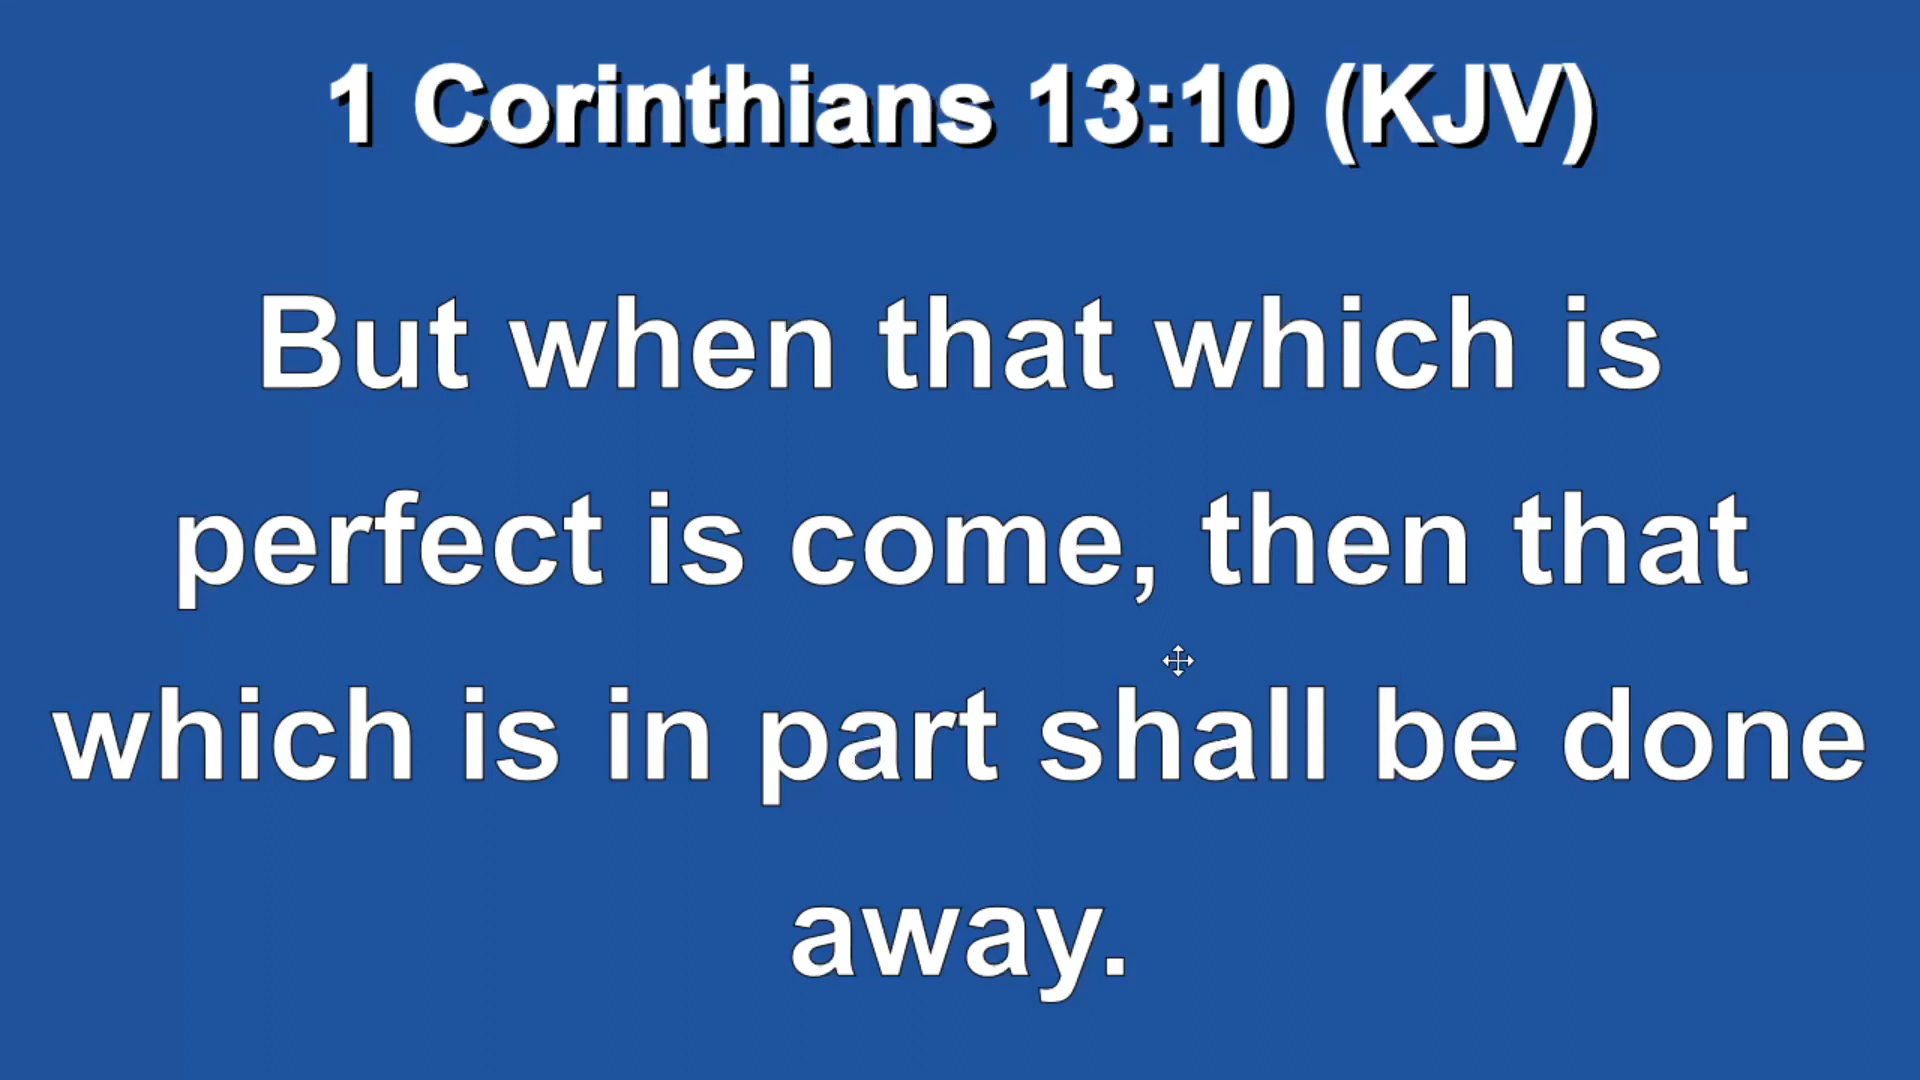 1 Corinthians 13:10 (KJV)
But when that which is
perfect is come, then that
which is in part shall be done
away.